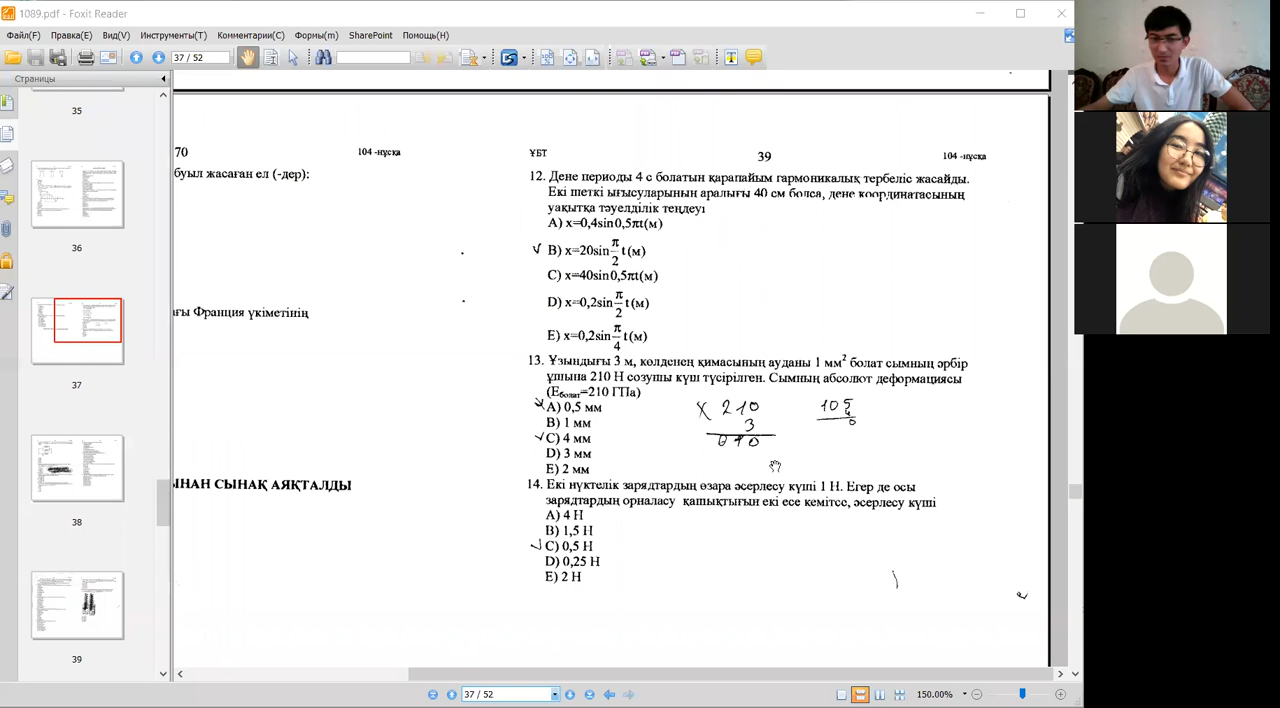 1089.pdf - Foxit Reader
Файл(F) Правка(E) Вид(V) Инструменты(T) Комментарии(C) Формы(m) SharePoint Помощь(H)
37 / 52
Страницы
35
36
37
38
39
70 104 -нұсқа
буыл жасаған ел (-дер):
ағы Франция үкіметінің
ЫНАН СЫНАҚ АЯҚТАЛДЫ
ҰБТ 39 104 -нұсқа
12. Дене периоды 4 с болатын қарапайым гармоникалық тербеліс жасайды.
Екі шеткі ығысуларынын аралығы 40 см болса, дене координатасының
уақытқа тәуелділік теңдеуі
A) x=0,4sin0,5πt(м)
B) x=20sin π/2 t(м)
C) x=40sin0,5πt(м)
D) x=0,2sin π/2 t(м)
E) x=0,2sin π/4 t(м)
13. Ұзындығы 3 м, көлденең қимасының ауданы 1 мм² болат сымның әрбір
ұшына 210 Н созушы күш түсірілген. Сымның абсолют деформациясы
(Eболат=210 ГПа)
A) 0,5 мм
B) 1 мм
C) 4 мм
D) 3 мм
E) 2 мм
x 210
3
105
14. Екі нүктелік зарядтардың өзара әсерлесу күші 1 Н. Егер де осы
зарядтардың орналасу қашықтығын екі есе кемітсе, әсерлесу күші
A) 4 Н
B) 1,5 Н
C) 0,5 Н
D) 0,25 Н
E) 2 Н
37 / 52
150.00%